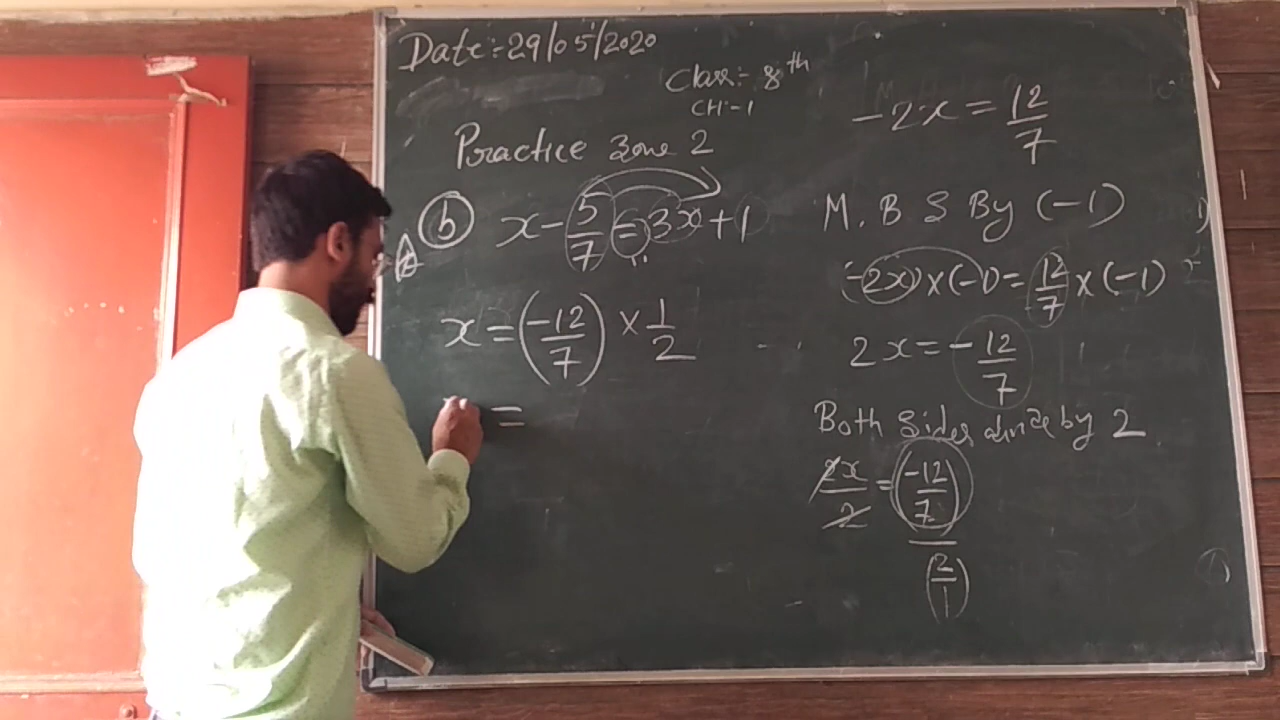 Date:-29/05/2020
Class:- 8th
CH:-1
Practice Zone 2
(b) x - 5/7 = 3x + 1
x = (-12/7) × 1/2
=
-2x = 12/7
M. B S By (-1)
(-2x) × (-1) = 12/7 × (-1)
2x = -12/7
Both Sides divide by 2
2x/2 = (-12/7)/(2/1)